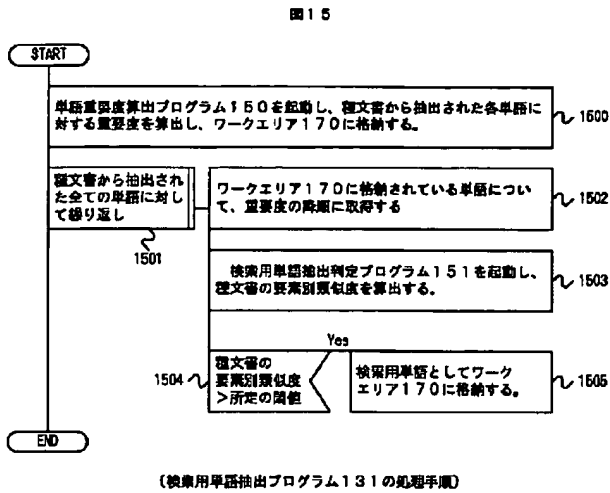 図15
START
単語重要度算出プログラム150を起動し、種文書から抽出された各単語に
対する重要度を算出し、ワークエリア170に格納する。
1500
種文書から抽出され
た全ての単語に対し
て繰り返し
1501
ワークエリア170に格納されている単語につい
て、重要度の降順に取得する
1502
検索用単語抽出判定プログラム151を起動し、
種文書の要素別類似度を算出する。
1503
Yes
1504
種文書の
要素別類似度
>所定の閾値
検索用単語としてワーク
エリア170に格納する。
1505
END
(検索用単語抽出プログラム131の処理手順)